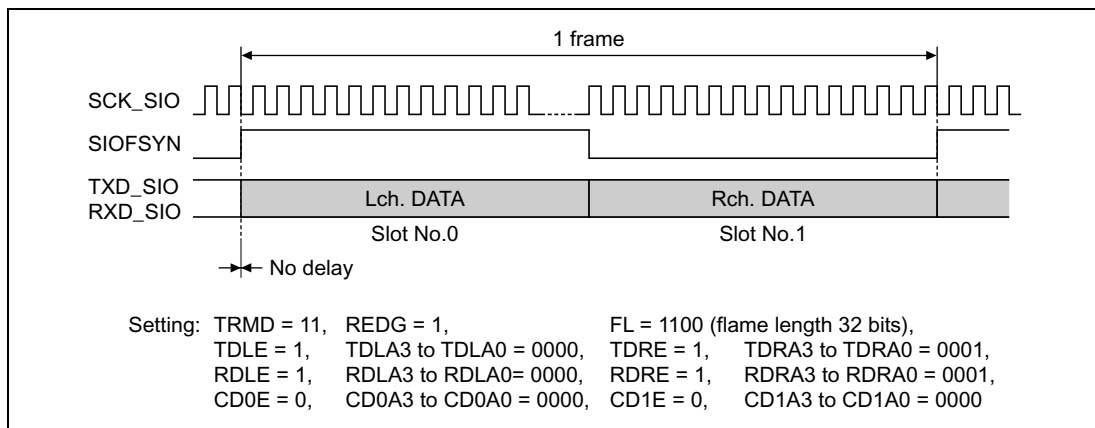 1 frame
SCK_SIO
SIOFSYN
TXD_SIO
RXD_SIO
Lch. DATA
Rch. DATA
Slot No.0
Slot No.1
No delay
Setting: TRMD = 11, REDG = 1, FL = 1100 (flame length 32 bits),
TDLE = 1, TDLA3 to TDLA0 = 0000, TDRE = 1, TDRA3 to TDRA0 = 0001,
RDLE = 1, RDLA3 to RDLA0= 0000, RDRE = 1, RDRA3 to RDRA0 = 0001,
CD0E = 0, CD0A3 to CD0A0 = 0000, CD1E = 0, CD1A3 to CD1A0 = 0000